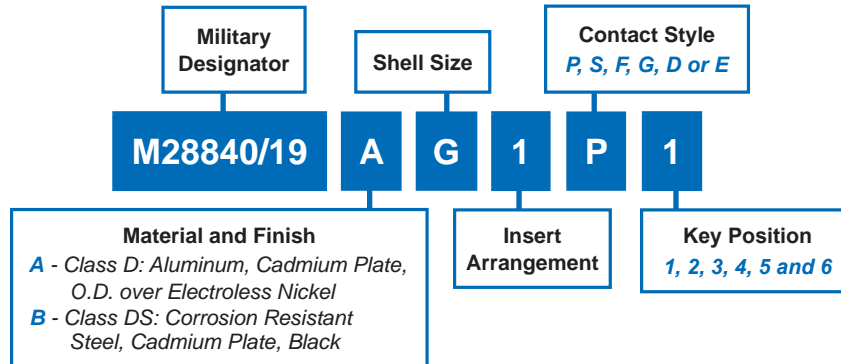 Military
Designator
Shell Size
Contact Style
P, S, F, G, D or E
M28840/19 A G 1 P 1
Material and Finish
A - Class D: Aluminum, Cadmium Plate,
O.D. over Electroless Nickel
B - Class DS: Corrosion Resistant
Steel, Cadmium Plate, Black
Insert
Arrangement
Key Position
1, 2, 3, 4, 5 and 6